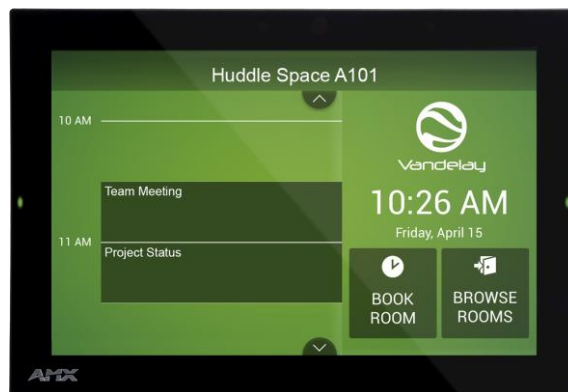 Huddle Space A101
10 AM
Team Meeting
11 AM
Project Status
Vandelay
10:26 AM
Friday, April 15
BOOK
ROOM
BROWSE
ROOMS
AMX